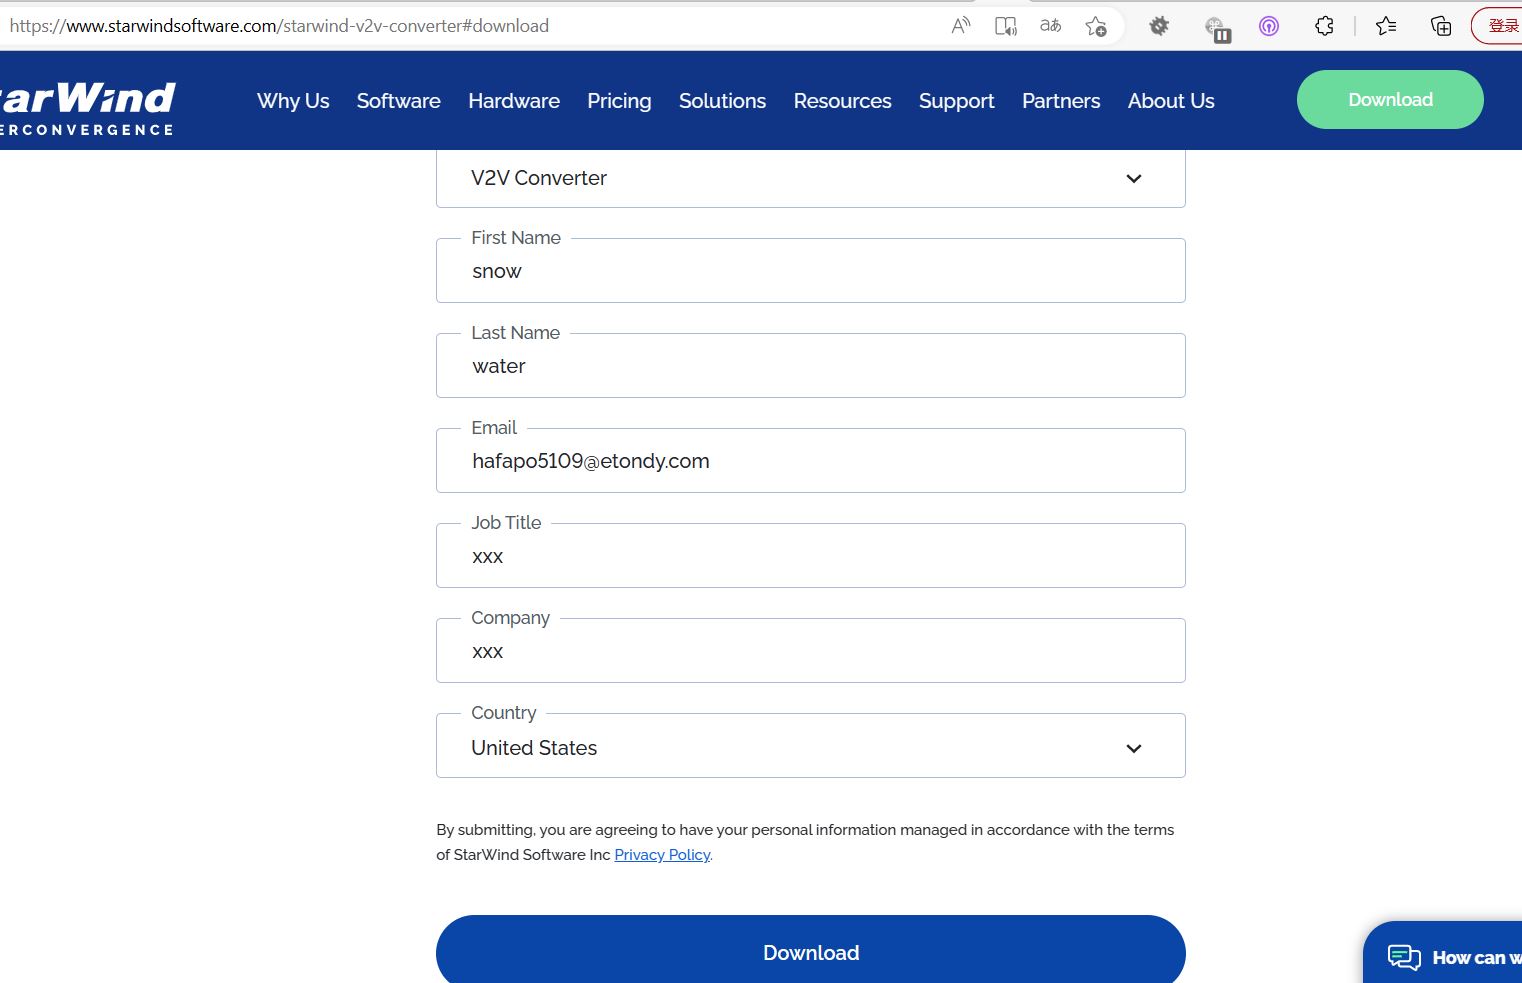 https://www.starwindsoftware.com/starwind-v2v-converter#download
登录
arWind
ERCONVERGENCE
Why Us Software Hardware Pricing Solutions Resources Support Partners About Us Download
V2V Converter
First Name
snow
Last Name
water
Email
hafapo5109@etondy.com
Job Title
xxx
Company
xxx
Country
United States
By submitting, you are agreeing to have your personal information managed in accordance with the terms
of StarWind Software Inc Privacy Policy.
Download
How can w